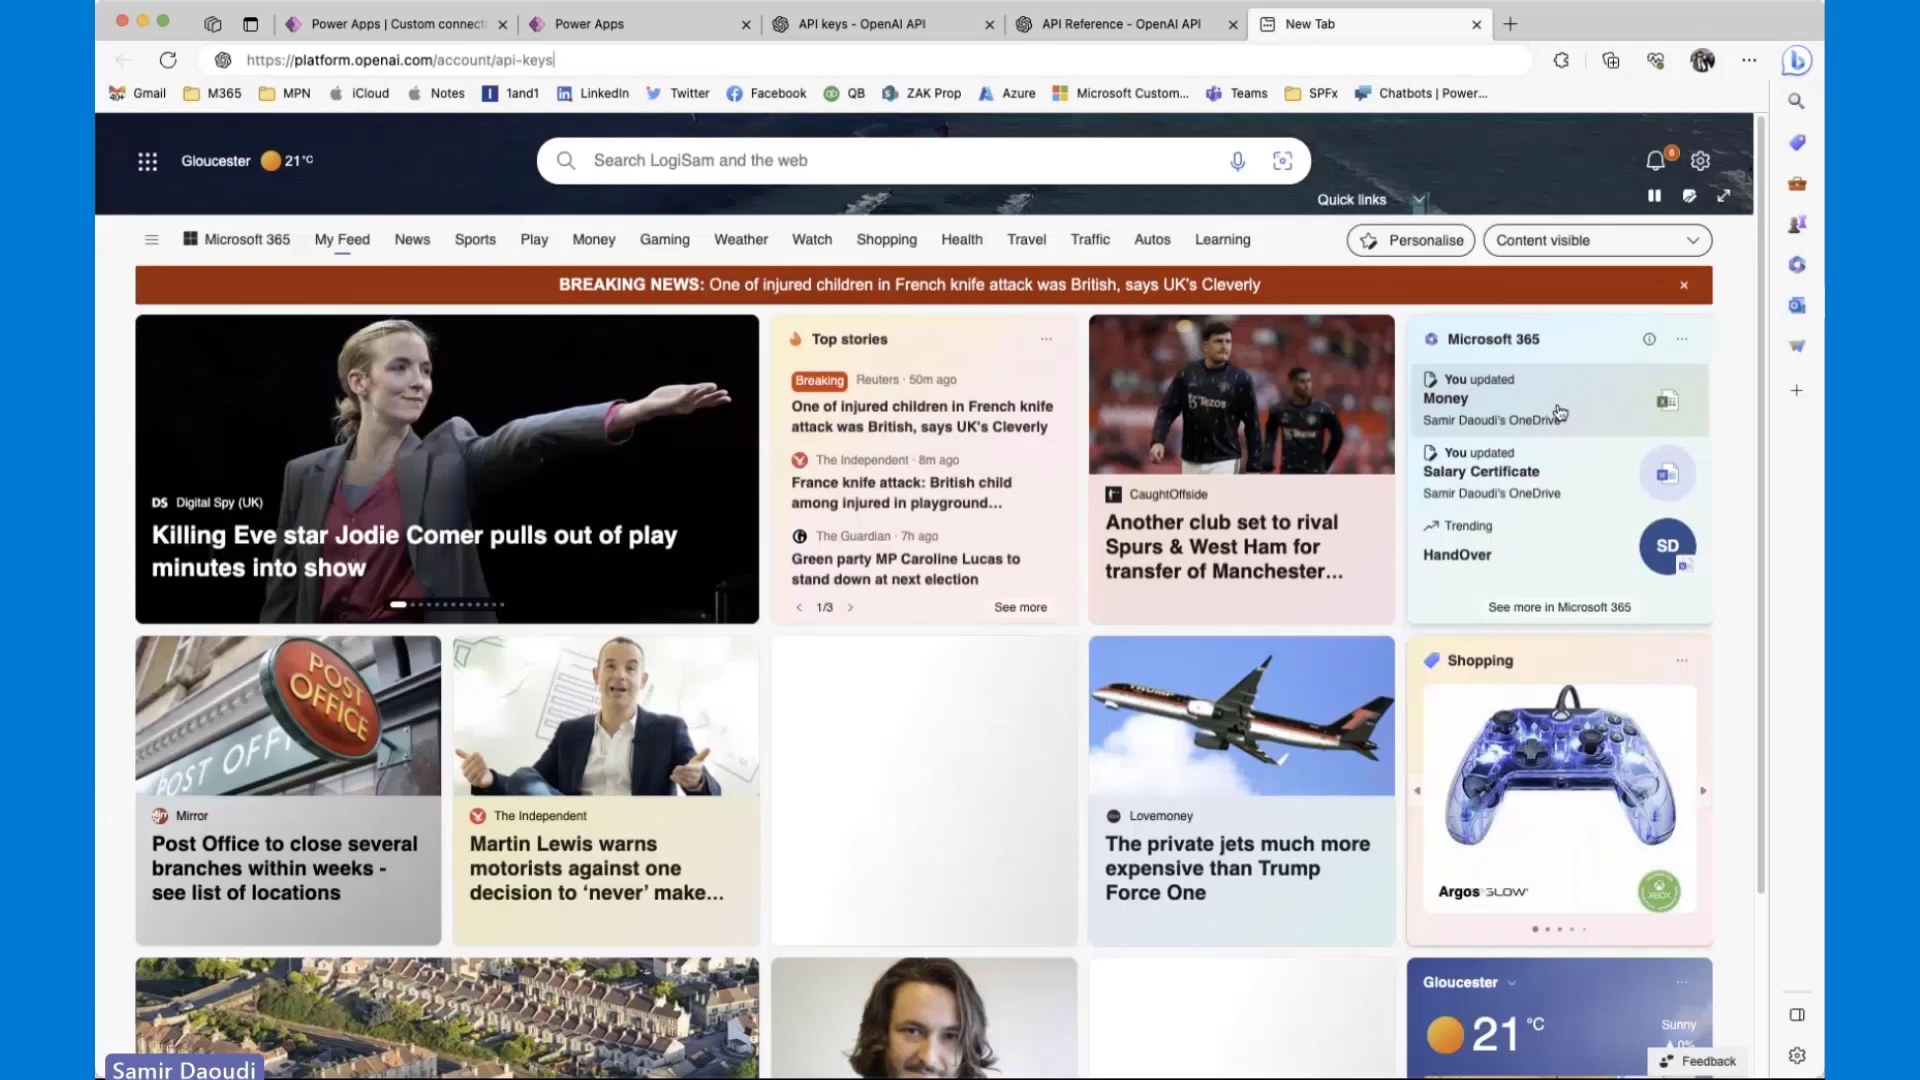 Power Apps | Custom connect
Power Apps
API keys - OpenAI API
API Reference - OpenAI API
New Tab
https://platform.openai.com/account/api-keys
Gmail
M365
MPN
iCloud
Notes
1and1
LinkedIn
Twitter
Facebook
QB
ZAK Prop
Azure
Microsoft Custom...
Teams
SPFx
Chatbots | Power...
Gloucester 21°C
Search LogiSam and the web
6
Quick links
Microsoft 365
My Feed
News
Sports
Play
Money
Gaming
Weather
Watch
Shopping
Health
Travel
Traffic
Autos
Learning
Personalise
Content visible
BREAKING NEWS: One of injured children in French knife attack was British, says UK's Cleverly
DS Digital Spy (UK)
Killing Eve star Jodie Comer pulls out of play
minutes into show
Top stories
Breaking Reuters · 50m ago
One of injured children in French knife
attack was British, says UK's Cleverly
The Independent · 8m ago
France knife attack: British child
among injured in playground...
The Guardian · 7h ago
Green party MP Caroline Lucas to
stand down at next election
1/3
See more
CaughtOffside
Another club set to rival
Spurs & West Ham for
transfer of Manchester...
Microsoft 365
You updated
Money
Samir Daoudi's OneDrive
You updated
Salary Certificate
Samir Daoudi's OneDrive
Trending
HandOver
SD
See more in Microsoft 365
POST
OFFICE
POST OFFI
Mirror
Post Office to close several
branches within weeks -
see list of locations
The Independent
Martin Lewis warns
motorists against one
decision to 'never' make...
TRUMP
Lovemoney
The private jets much more
expensive than Trump
Force One
Shopping
Argos
XBOX
Gloucester
21 °C
Sunny
0%
Feedback
Samir Daoudi